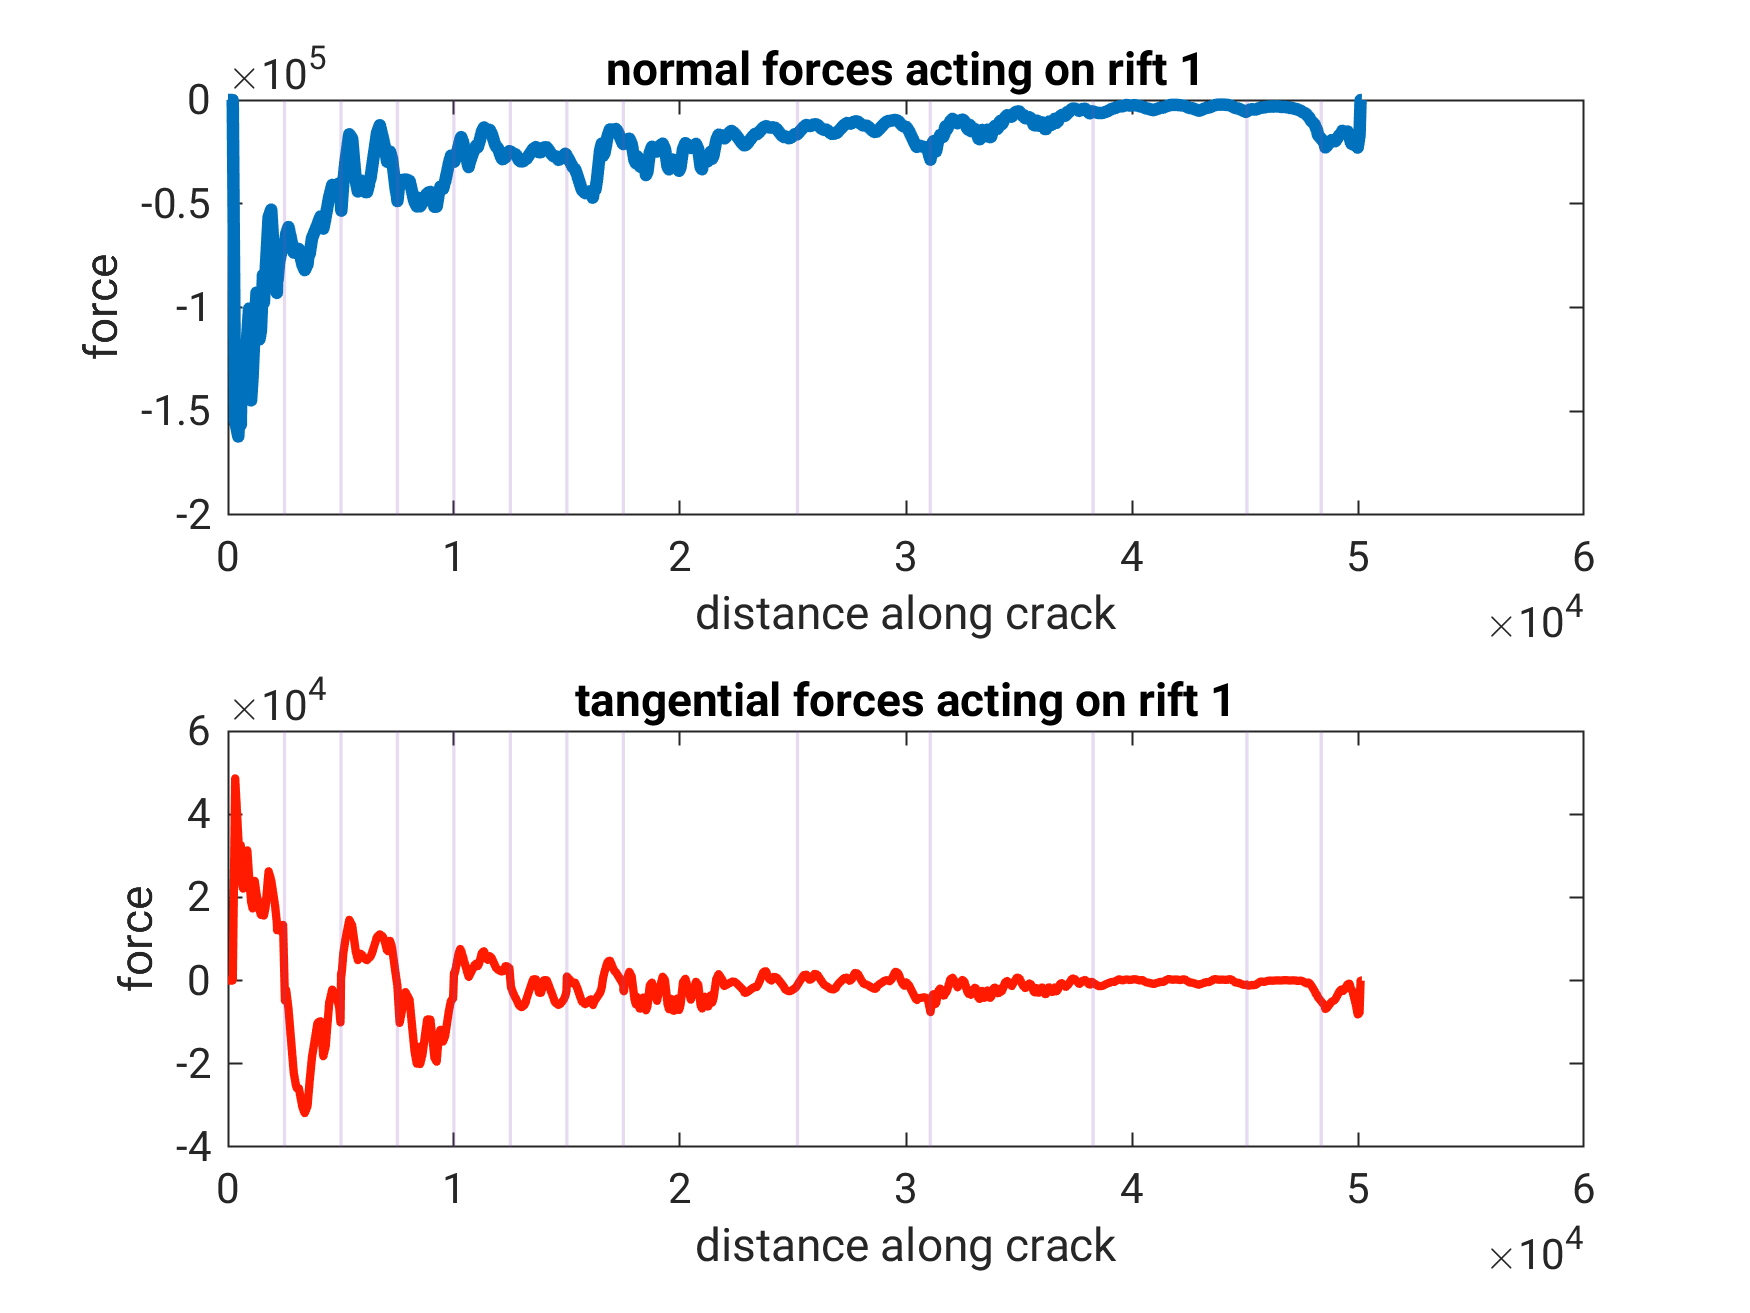 ×10^5
normal forces acting on rift 1
0
-0.5
-1
-1.5
-2
force
0 1 2 3 4 5 6
distance along crack
×10^4
×10^4
tangential forces acting on rift 1
6
4
2
0
-2
-4
force
0 1 2 3 4 5 6
distance along crack
×10^4